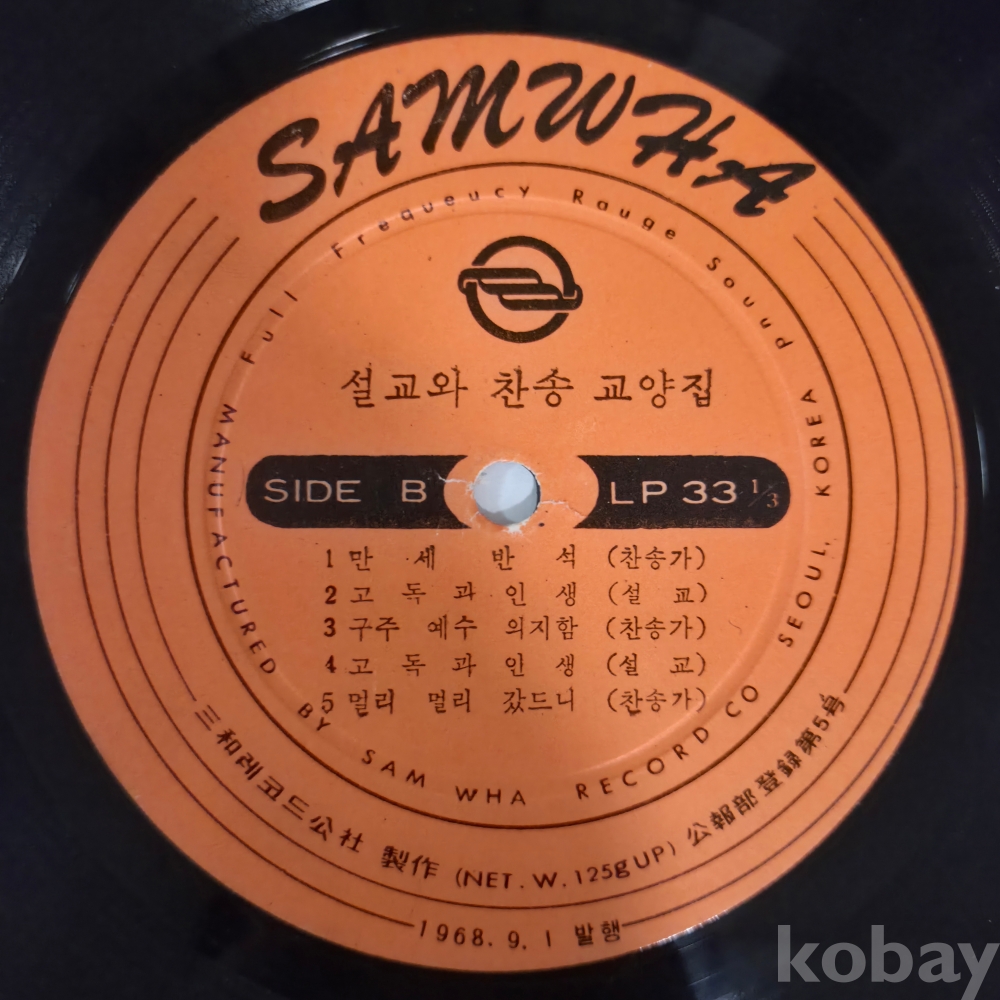 SAMWHA
Full Frequeucy Rauge Souud
설교와 찬송 교양집
SIDE B LP 33 1/3
1 만 세 반 석 (찬송가)
2 고 독 과 인 생 (설 교)
3 구주 예수 의지함 (찬송가)
4 고 독 과 인 생 (설 교)
5 멀리 멀리 갔드니 (찬송가)
MANUFACTURED BY SAM WHA RECORD CO SEOUL KOREA
三和레코드公社 製作 (NET. W. 125g UP) 公報部登録第5号
1968. 9. 1 발행
kobay